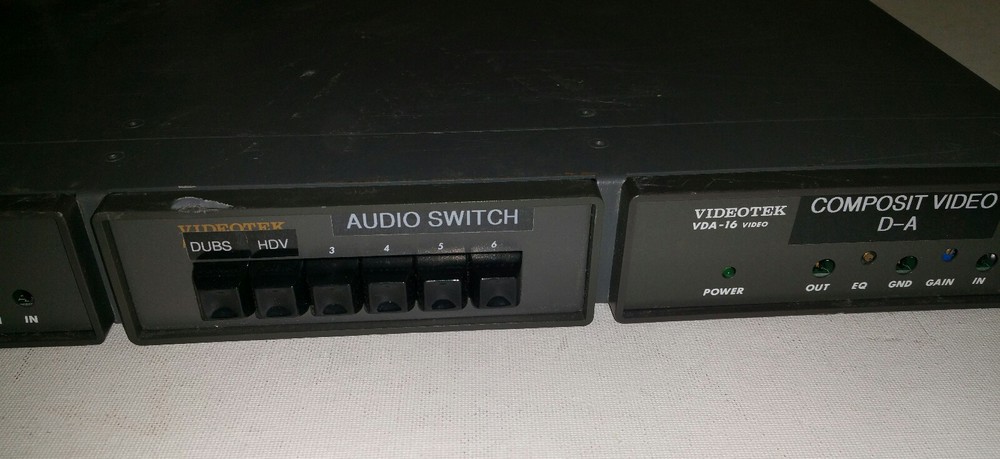 IN
VIDEOTEK
AUDIO SWITCH
DUBS HDV 3 4 5 6
VIDEOTEK
VDA-16 VIDEO
COMPOSIT VIDEO
D-A
POWER OUT EQ GND GAIN IN